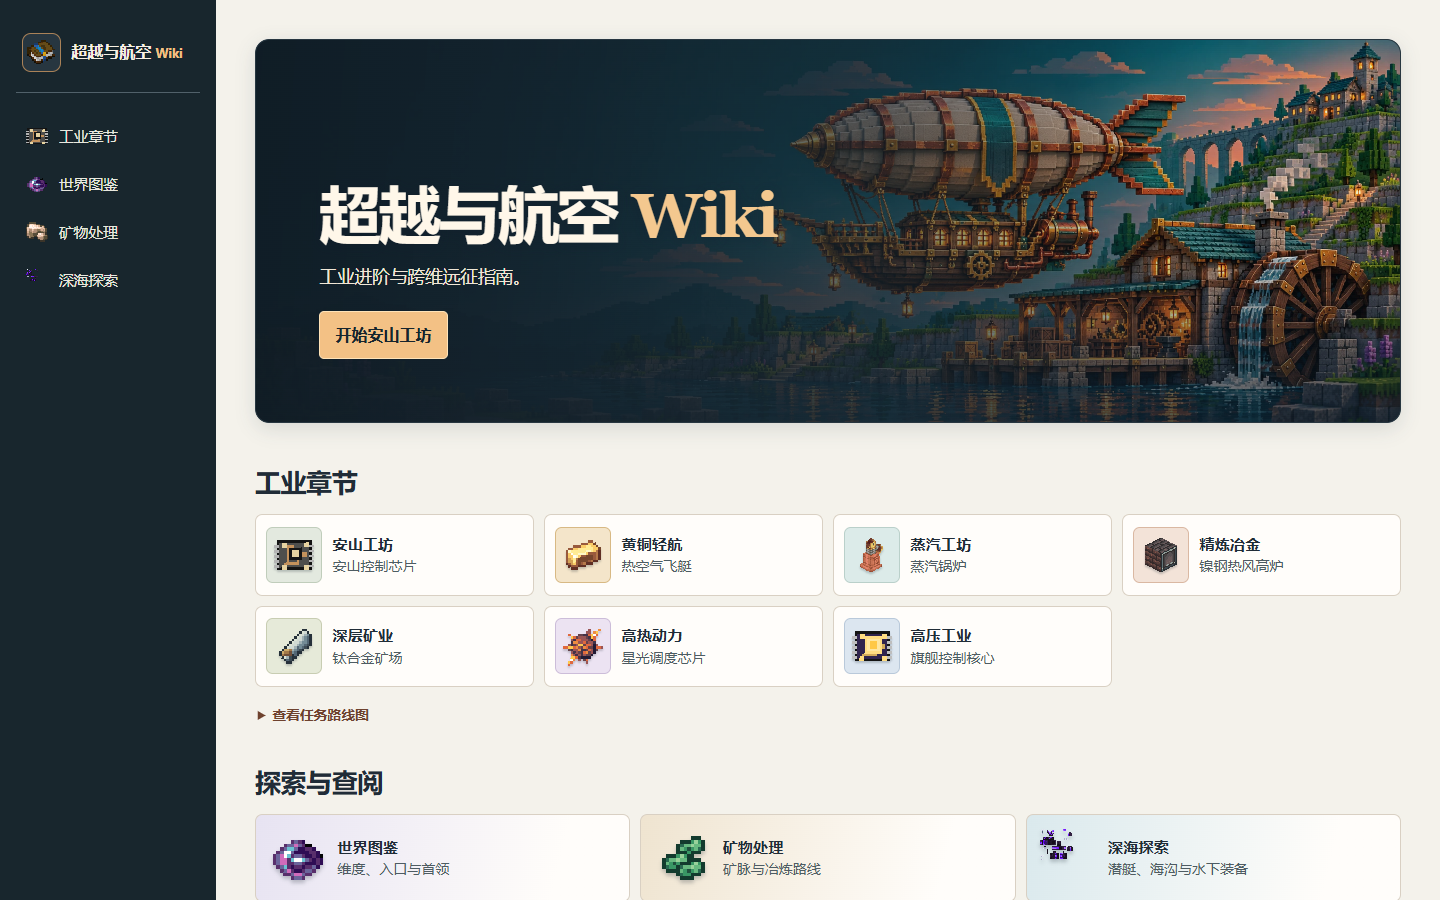 超越与航空 Wiki
工业章节
世界图鉴
矿物处理
深海探索
超越与航空 Wiki
工业进阶与跨维远征指南。
开始安山工坊
工业章节
安山工坊
安山控制芯片
黄铜轻航
热空气飞艇
蒸汽工坊
蒸汽锅炉
精炼冶金
镍钢热风高炉
深层矿业
钛合金矿场
高热动力
星光调度芯片
高压工业
旗舰控制核心
查看任务路线图
探索与查阅
世界图鉴
维度、入口与首领
矿物处理
矿脉与冶炼路线
深海探索
潜艇、海沟与水下装备